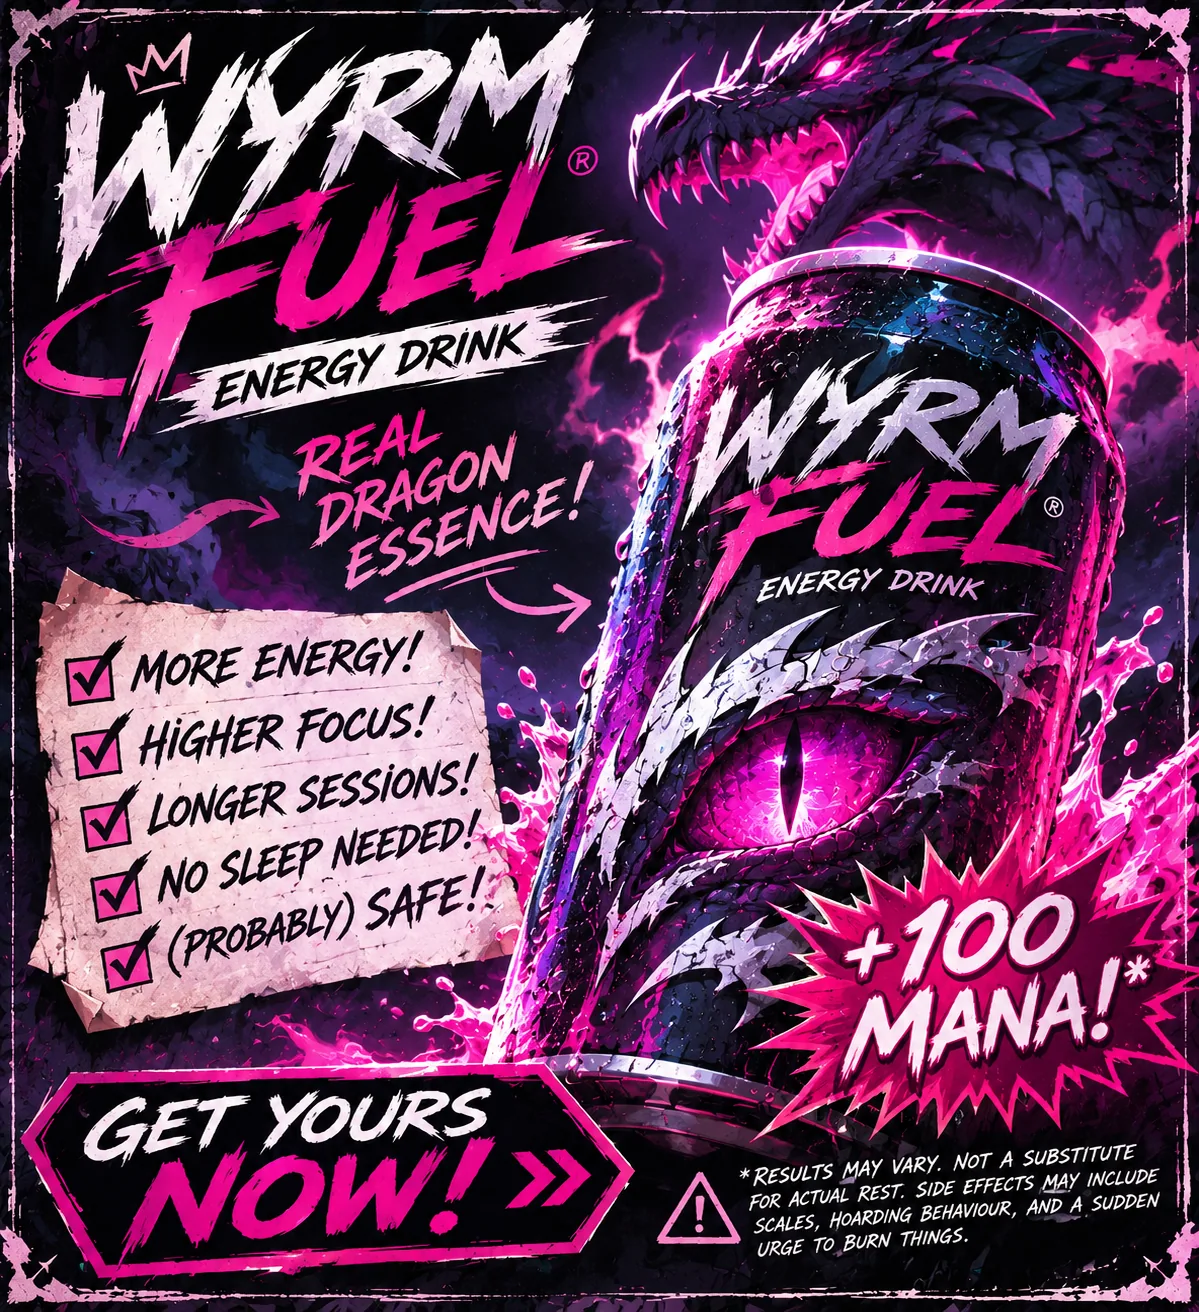 WYRM
FUEL®
ENERGY DRINK
REAL
DRAGON
ESSENCE!
MORE ENERGY!
HIGHER FOCUS!
LONGER SESSIONS!
NO SLEEP NEEDED!
(PROBABLY) SAFE!
WYRM
FUEL®
ENERGY DRINK
+100
MANA!*
GET YOURS
NOW! >>
*RESULTS MAY VARY. NOT A SUBSTITUTE
FOR ACTUAL REST. SIDE EFFECTS MAY INCLUDE
SCALES, HOARDING BEHAVIOUR, AND A SUDDEN
URGE TO BURN THINGS.